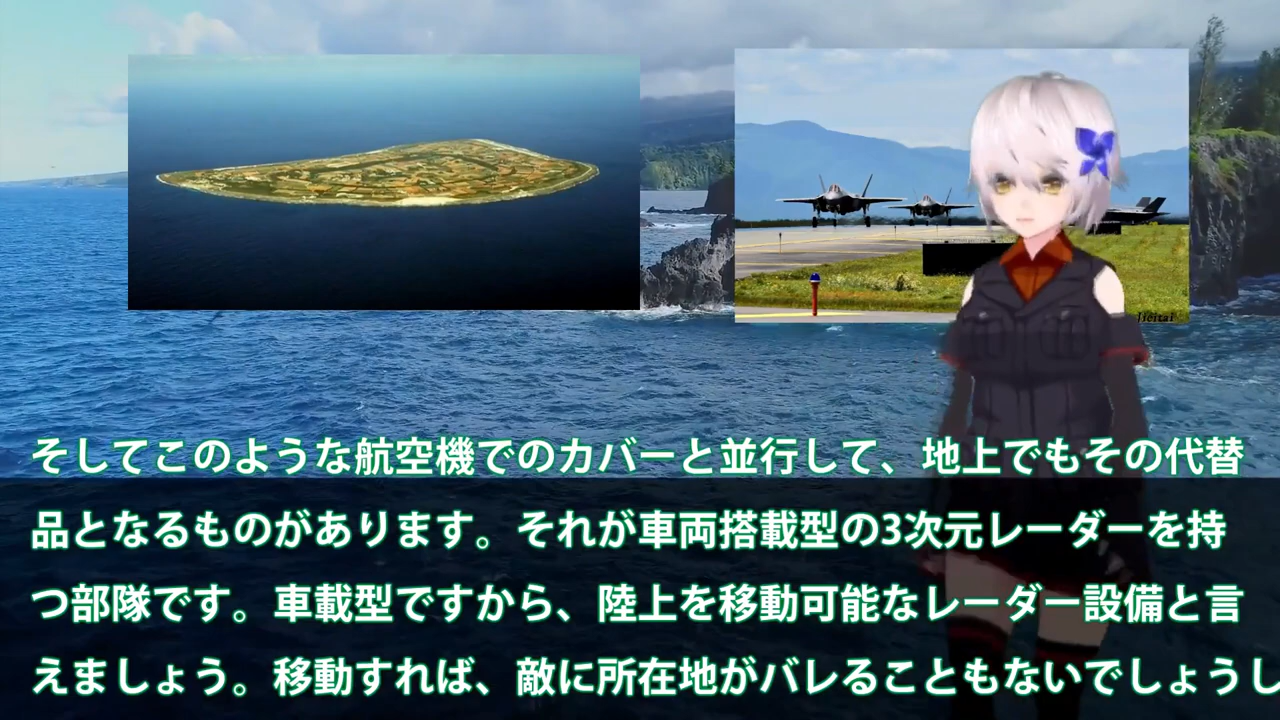 Jieitai
そしてこのような航空機でのカバーと並行して、地上でもその代替
品となるものがあります。それが車両搭載型の3次元レーダーを持
つ部隊です。車載型ですから、陸上を移動可能なレーダー設備と言
えましょう。移動すれば、敵に所在地がバレることもないでしょうし